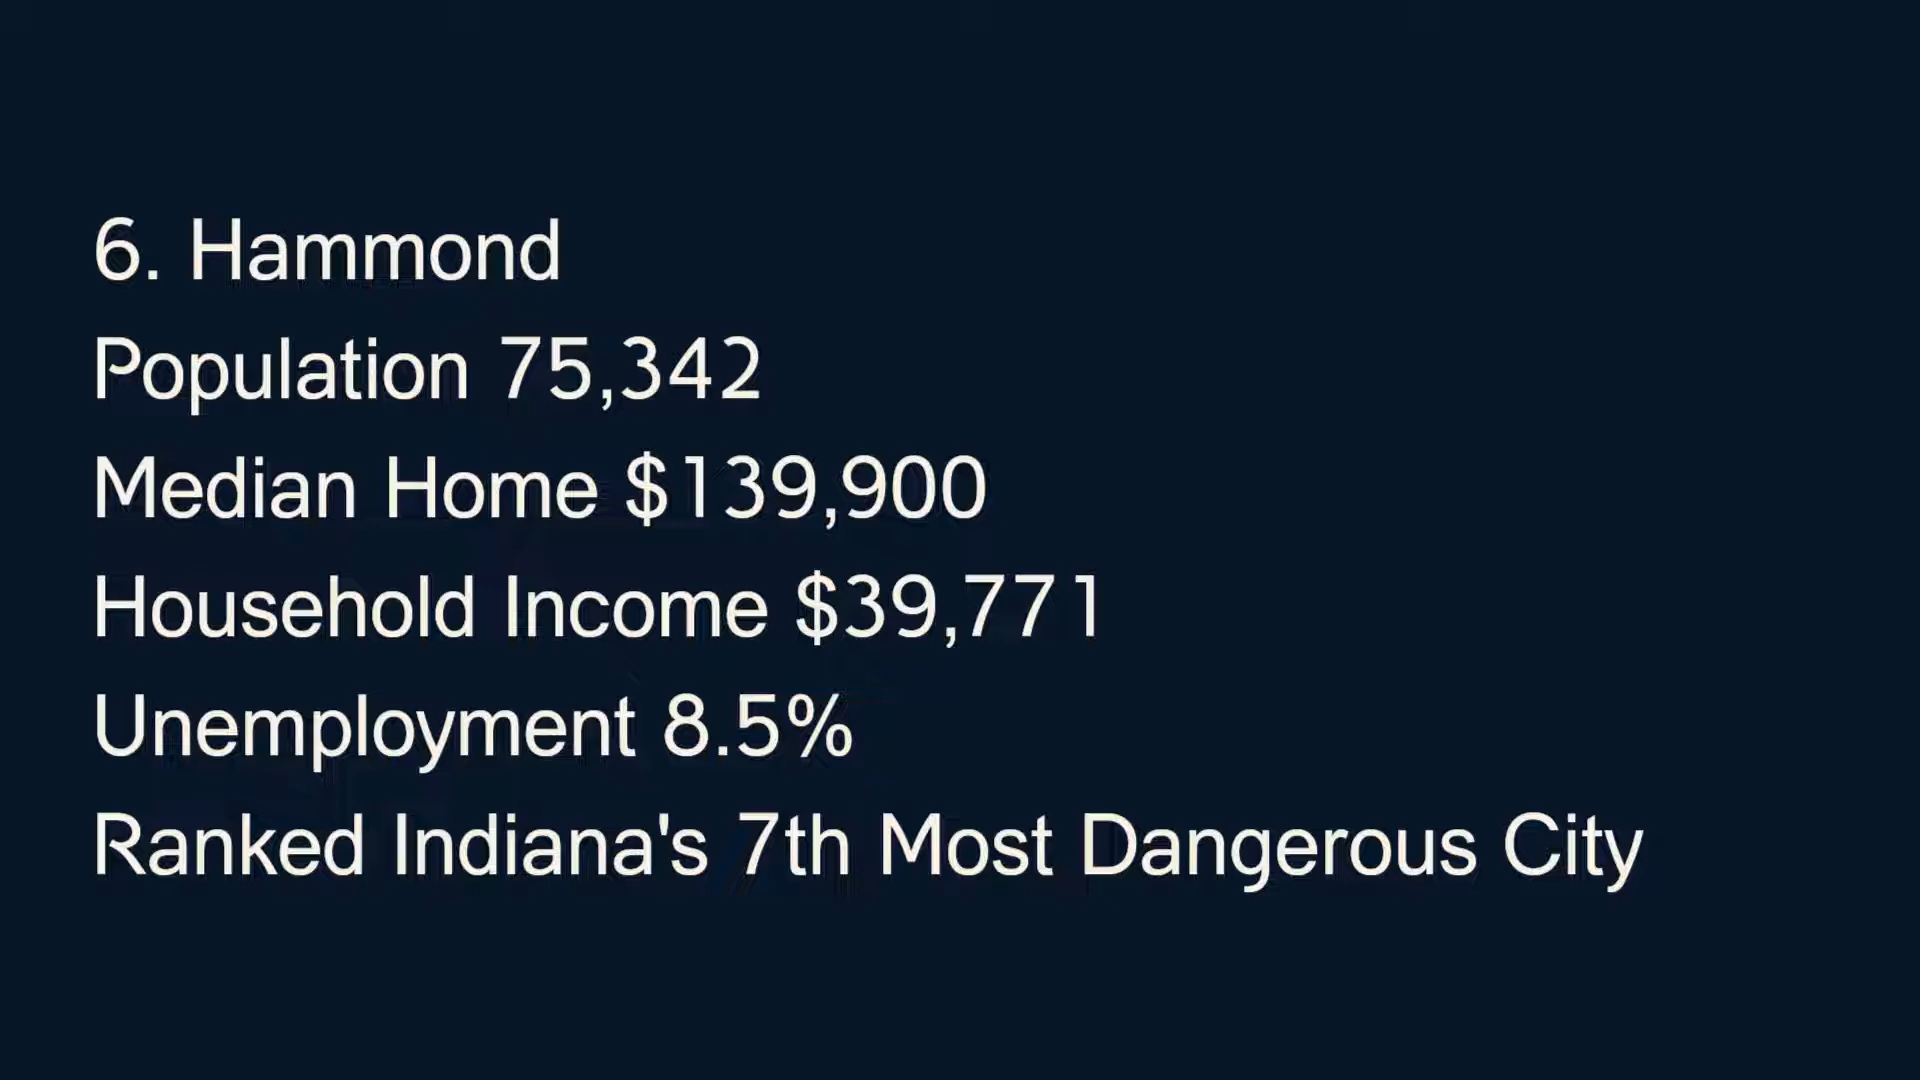 6. Hammond
Population 75,342
Median Home $139,900
Household Income $39,771
Unemployment 8.5%
Ranked Indiana's 7th Most Dangerous City